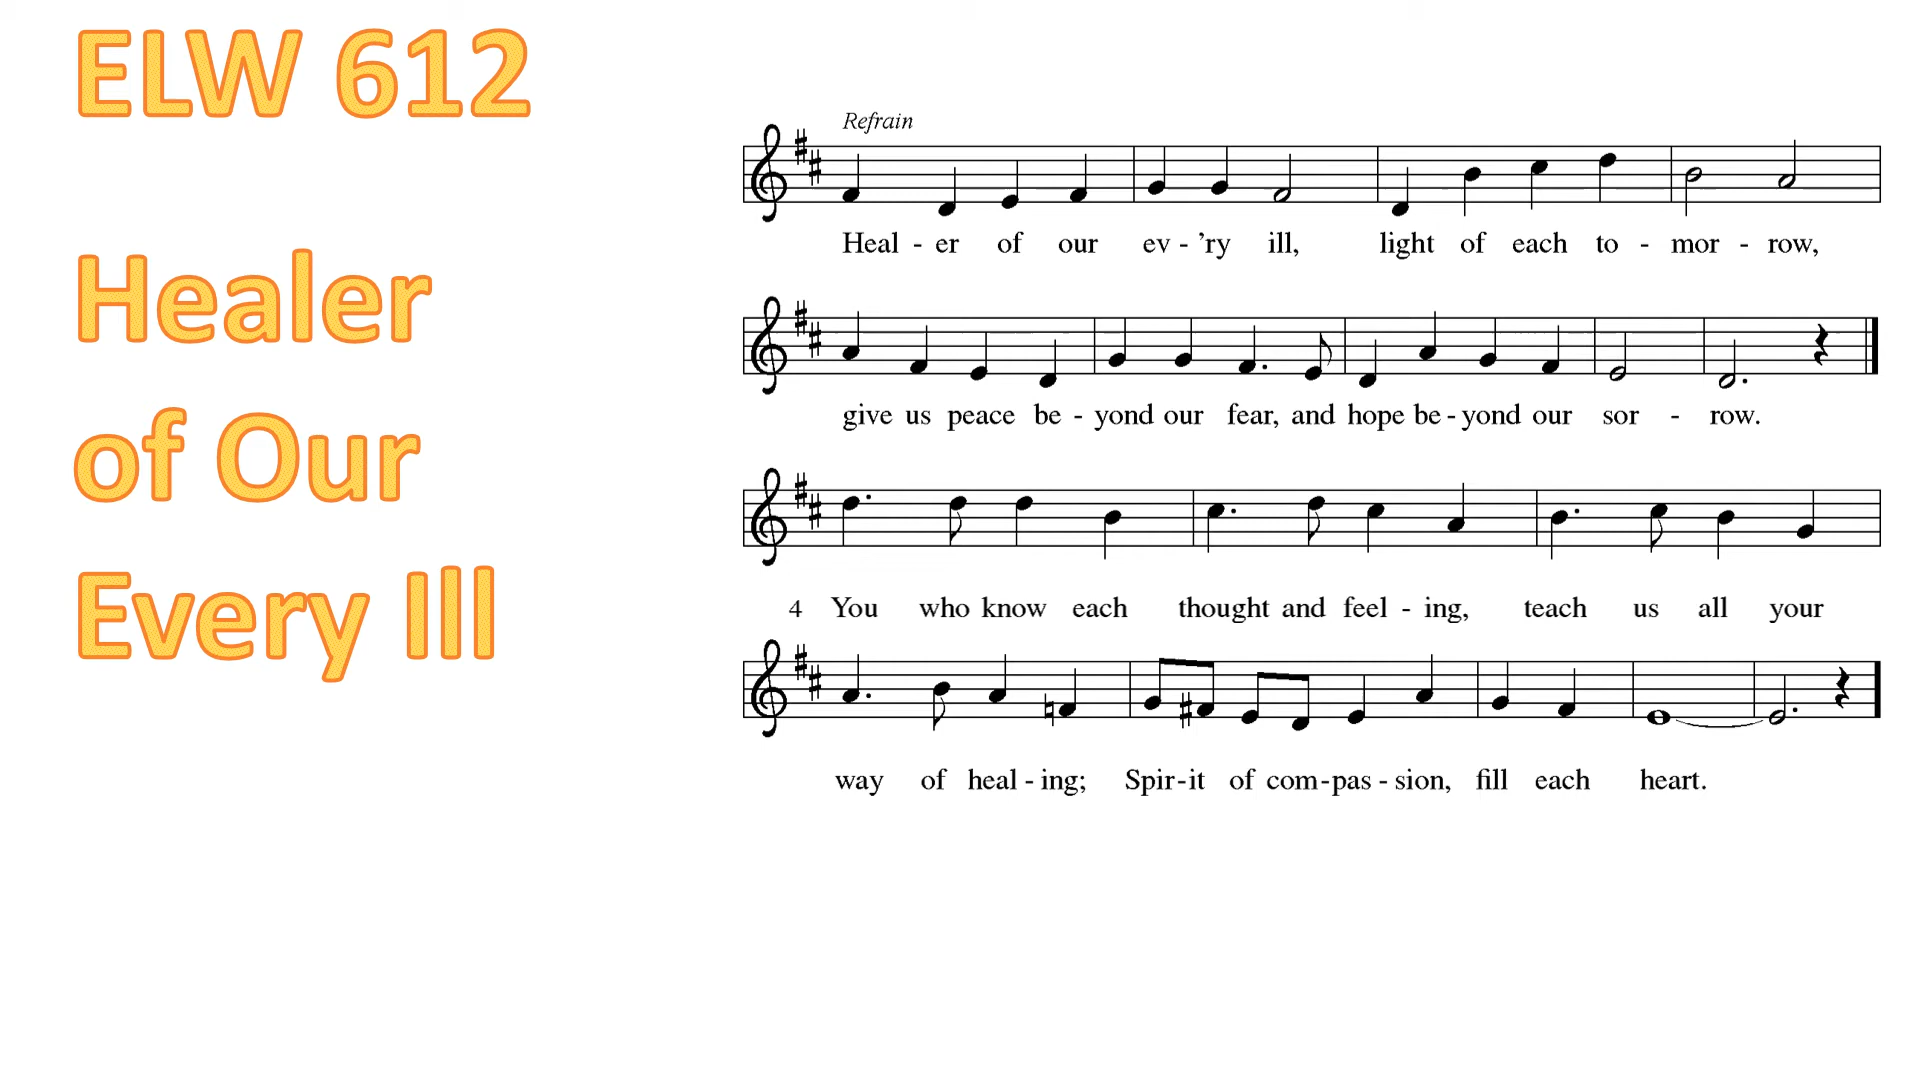 ELW 612
Healer
of Our
Every Ill
Refrain
Heal - er of our ev - ’ry ill, light of each to - mor - row,
give us peace be - yond our fear, and hope be - yond our sor - row.
4 You who know each thought and feel - ing, teach us all your
way of heal - ing; Spir - it of com - pas - sion, fill each heart.